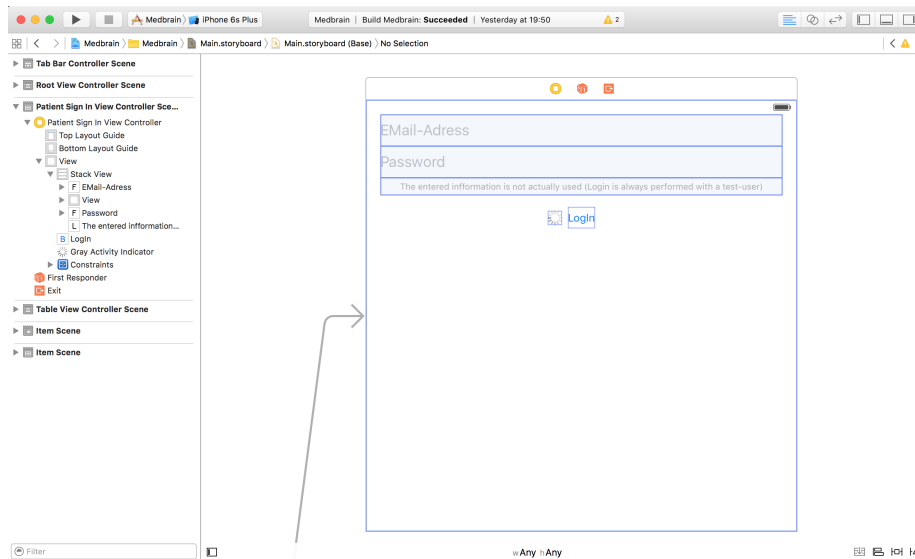 Medbrain 〉 iPhone 6s Plus
Medbrain | Build Medbrain: Succeeded | Yesterday at 19:50
2
Medbrain 〉 Medbrain 〉 Main.storyboard 〉 Main.storyboard (Base) 〉 No Selection
Tab Bar Controller Scene
Root View Controller Scene
Patient Sign In View Controller Sce...
Patient Sign In View Controller
Top Layout Guide
Bottom Layout Guide
View
Stack View
F EMail-Adress
View
F Password
L The entered infformation...
B LogIn
Gray Activity Indicator
Constraints
First Responder
Exit
Table View Controller Scene
Item Scene
Item Scene
Filter
EMail-Adress
Password
The entered infformation is not actually used (Login is always performed with a test-user)
LogIn
wAny hAny